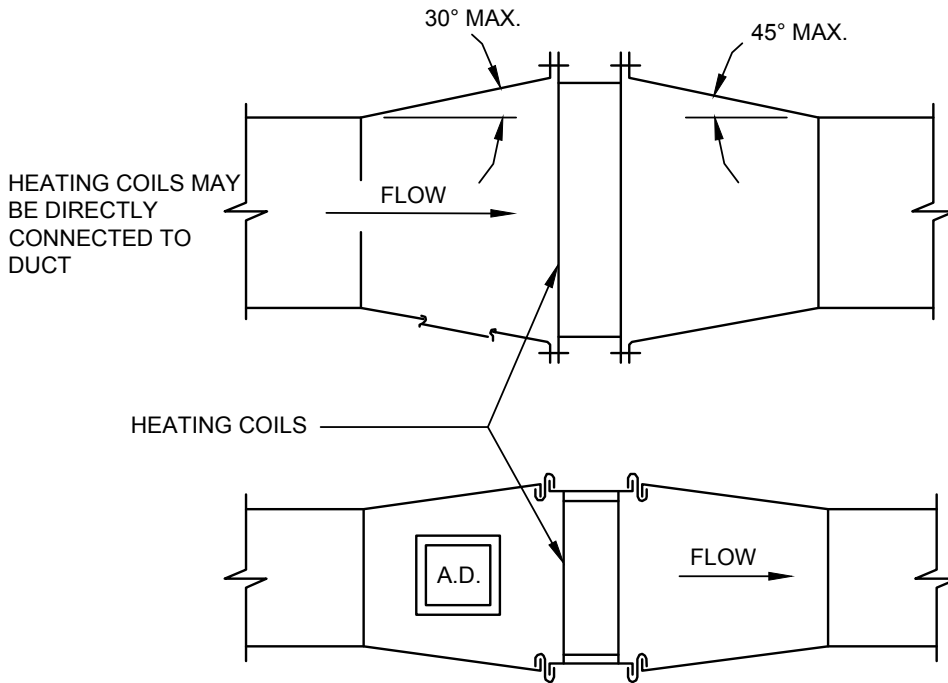 30° MAX.
45° MAX.
HEATING COILS MAY
BE DIRECTLY
CONNECTED TO
DUCT
FLOW
HEATING COILS
A.D.
FLOW